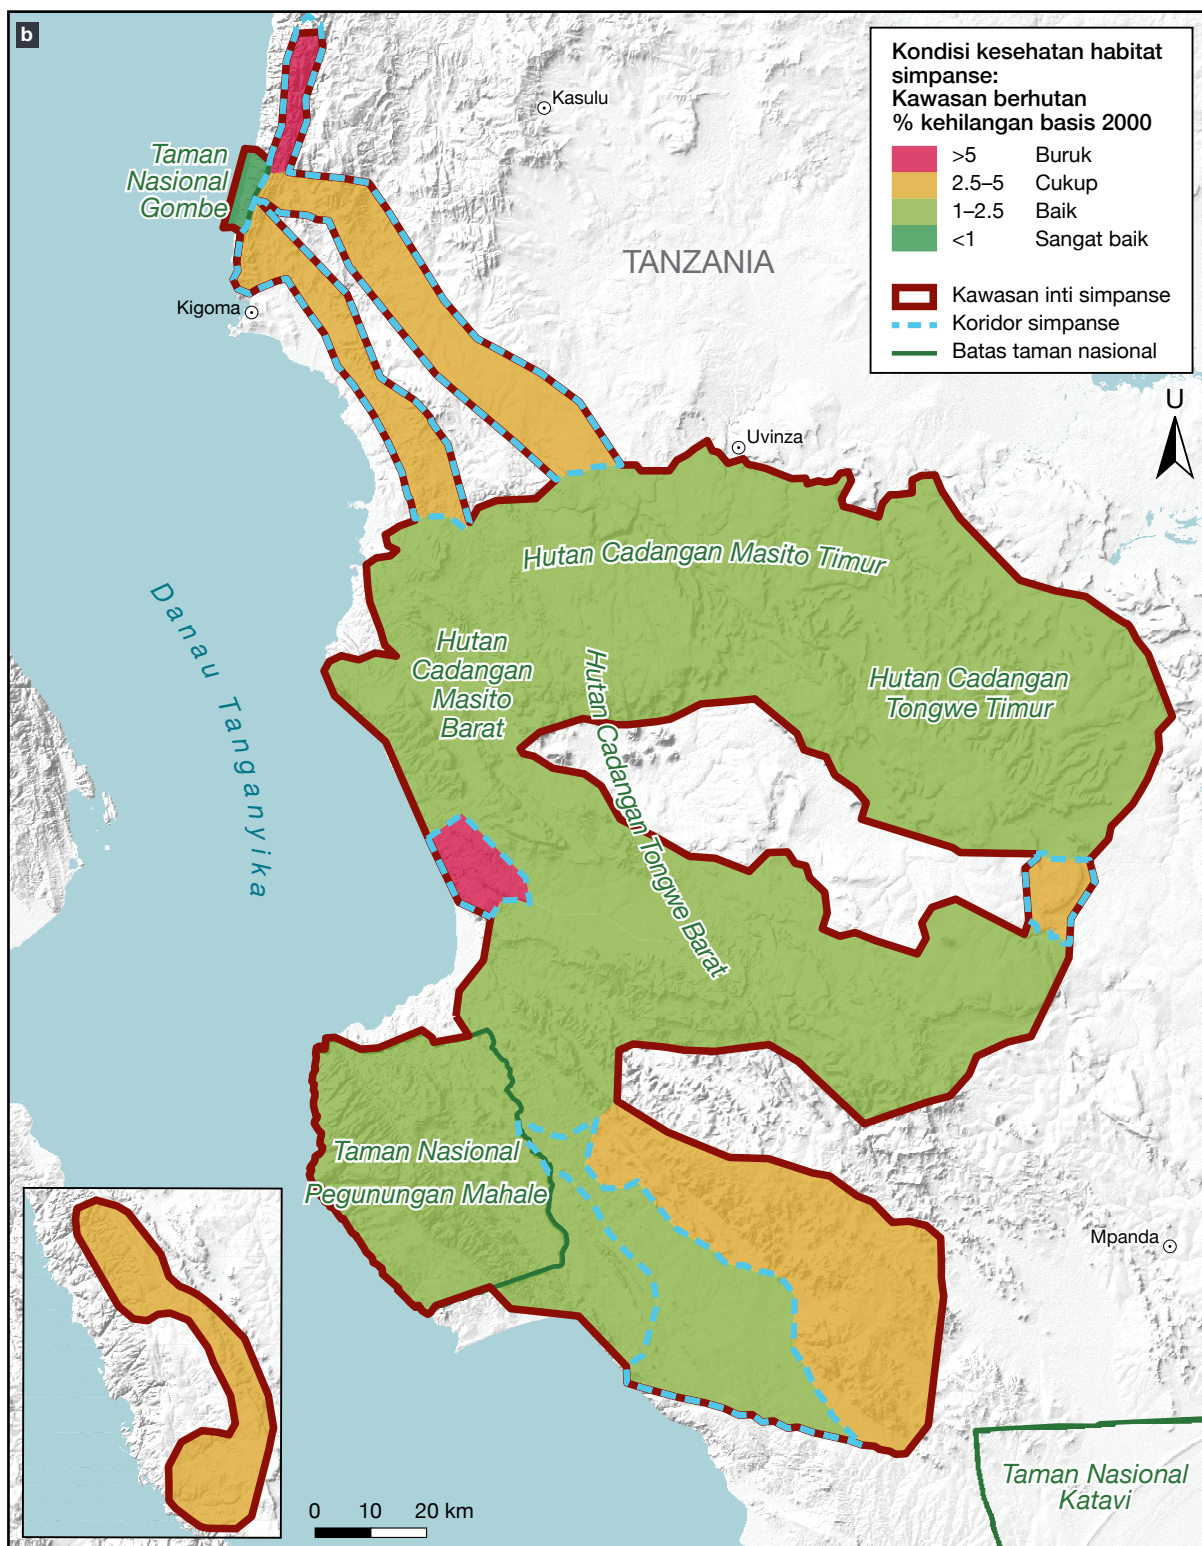 b
Kondisi kesehatan habitat
simpanse:
Kawasan berhutan
% kehilangan basis 2000
>5 Buruk
2.5–5 Cukup
1–2.5 Baik
<1 Sangat baik
Kawasan inti simpanse
Koridor simpanse
Batas taman nasional
U
Kasulu
Taman
Nasional
Gombe
TANZANIA
Kigoma
Uvinza
Hutan Cadangan Masito Timur
Danau Tanganyika
Hutan
Cadangan
Masito
Barat
Hutan Cadangan Tongwe Barat
Hutan Cadangan
Tongwe Timur
Taman Nasional
Pegunungan Mahale
Mpanda
Taman Nasional
Katavi
0 10 20 km